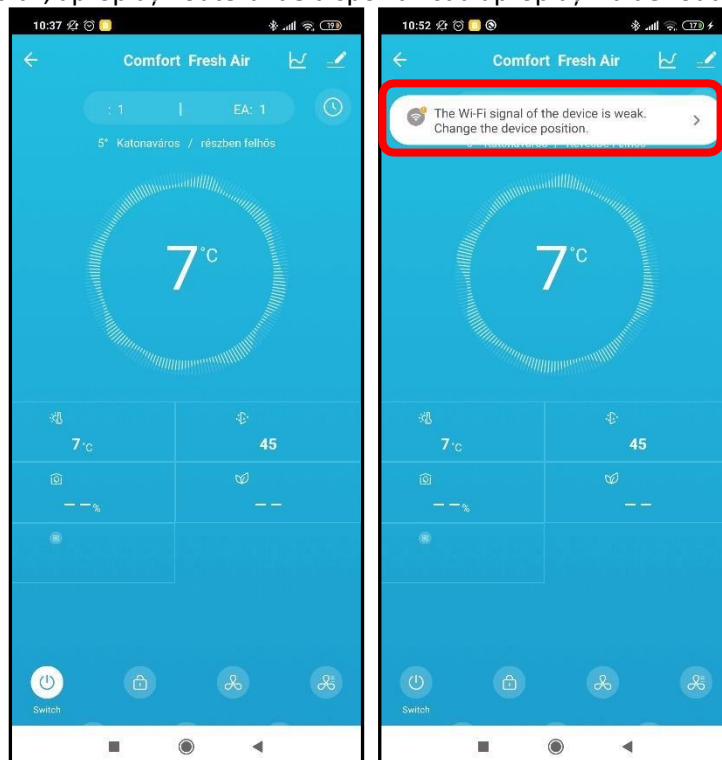 10:37
19
Comfort Fresh Air
: 1 | EA: 1
5° Katonaváros / részben felhős
7°C
7°C
45
– –%
– –
Switch
10:52
17
Comfort Fresh Air
The Wi-Fi signal of the device is weak.
Change the device position.
7°C
7°C
45
– –%
– –
Switch